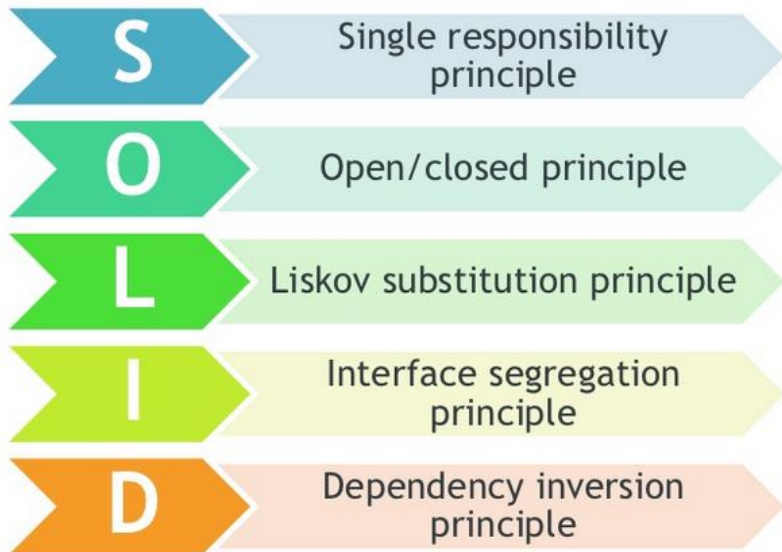 S
Single responsibility
principle
O
Open/closed principle
L
Liskov substitution principle
I
Interface segregation
principle
D
Dependency inversion
principle